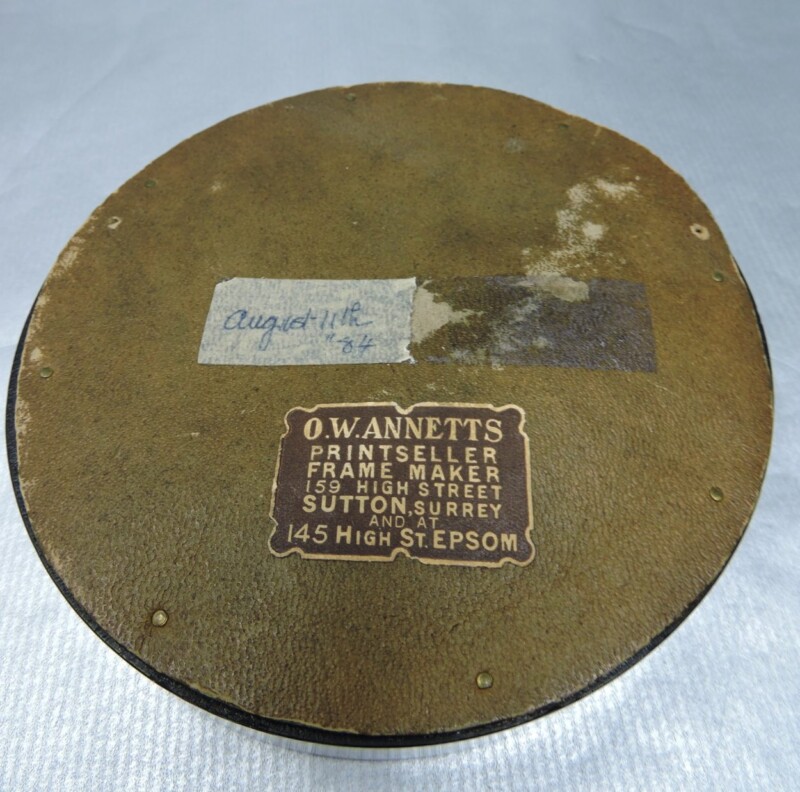 August 11th
"84
O.W.ANNETTS
PRINTSELLER
FRAME MAKER
159 HIGH STREET
SUTTON, SURREY
AND AT
145 HIGH ST. EPSOM